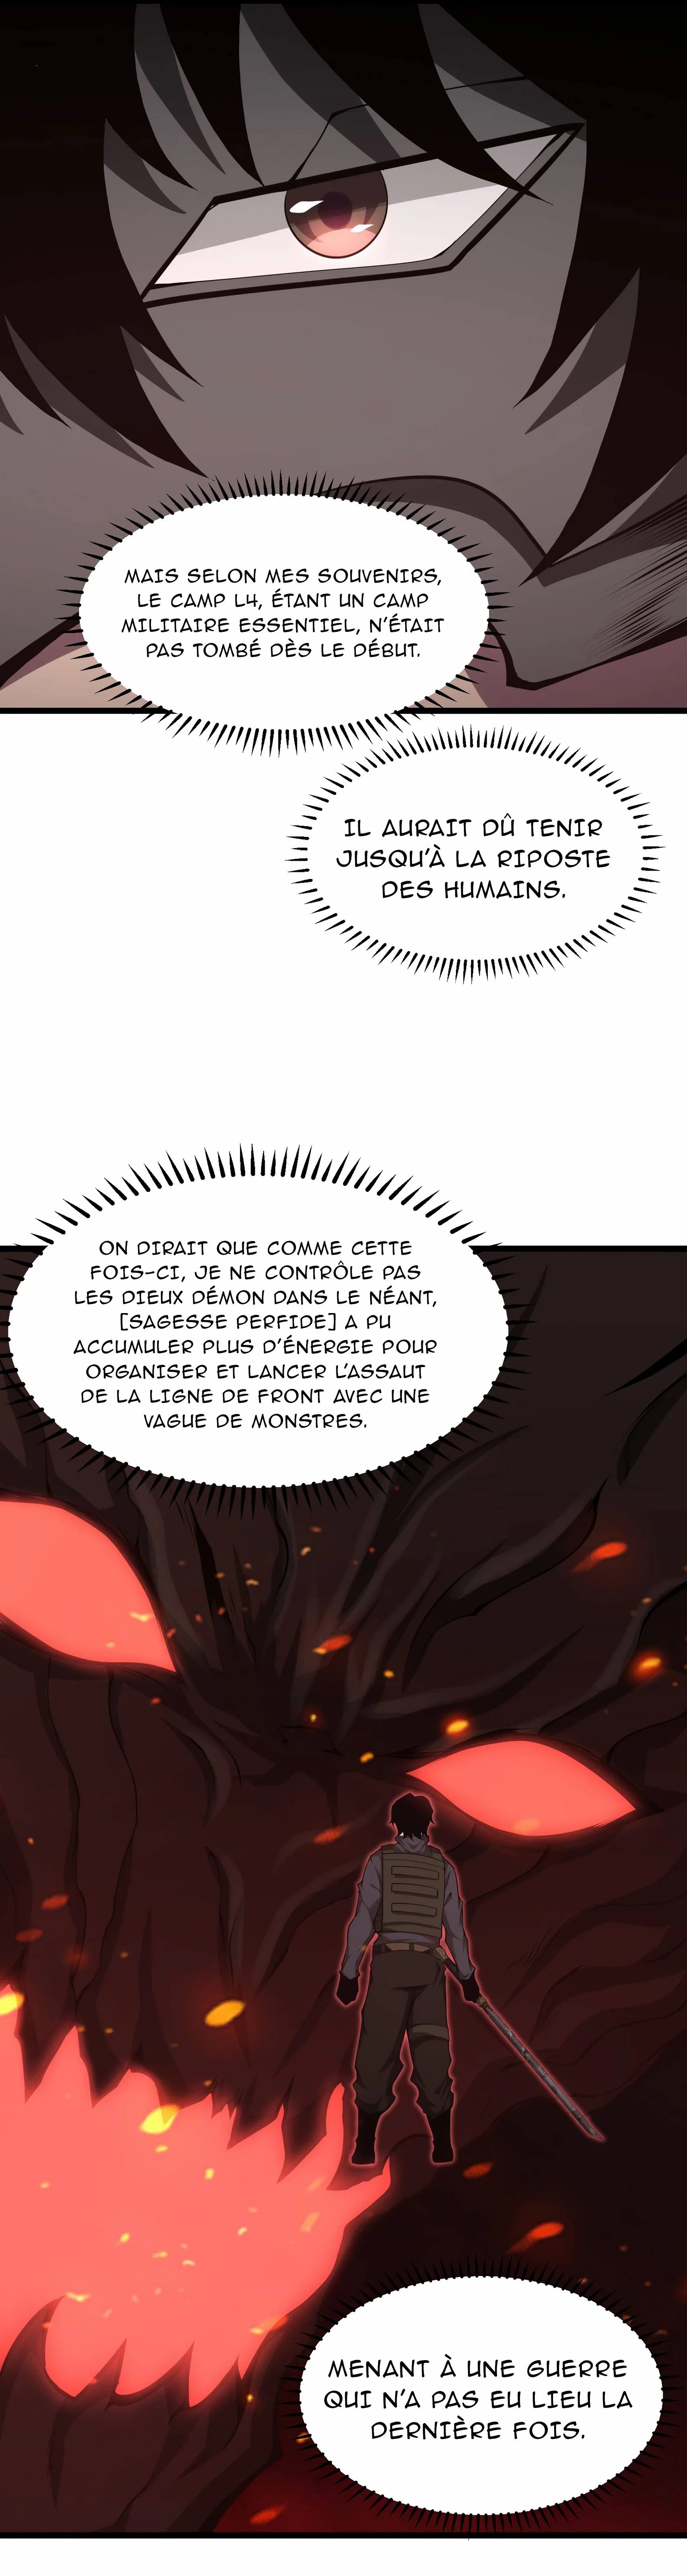 MAIS SELON MES SOUVENIRS,
LE CAMP L4, ÉTANT UN CAMP
MILITAIRE ESSENTIEL, N'ÉTAIT
PAS TOMBÉ DÈS LE DÉBUT.
IL AURAIT DÛ TENIR
JUSQU'À LA RIPOSTE
DES HUMAINS.
ON DIRAIT QUE COMME CETTE
FOIS-CI, JE NE CONTRÔLE PAS
LES DIEUX DÉMON DANS LE NÉANT,
[SAGESSE PERFIDE] A PU
ACCUMULER PLUS D'ÉNERGIE POUR
ORGANISER ET LANCER L'ASSAUT
DE LA LIGNE DE FRONT AVEC UNE
VAGUE DE MONSTRES.
MENANT À UNE GUERRE
QUI N'A PAS EU LIEU LA
DERNIÈRE FOIS.